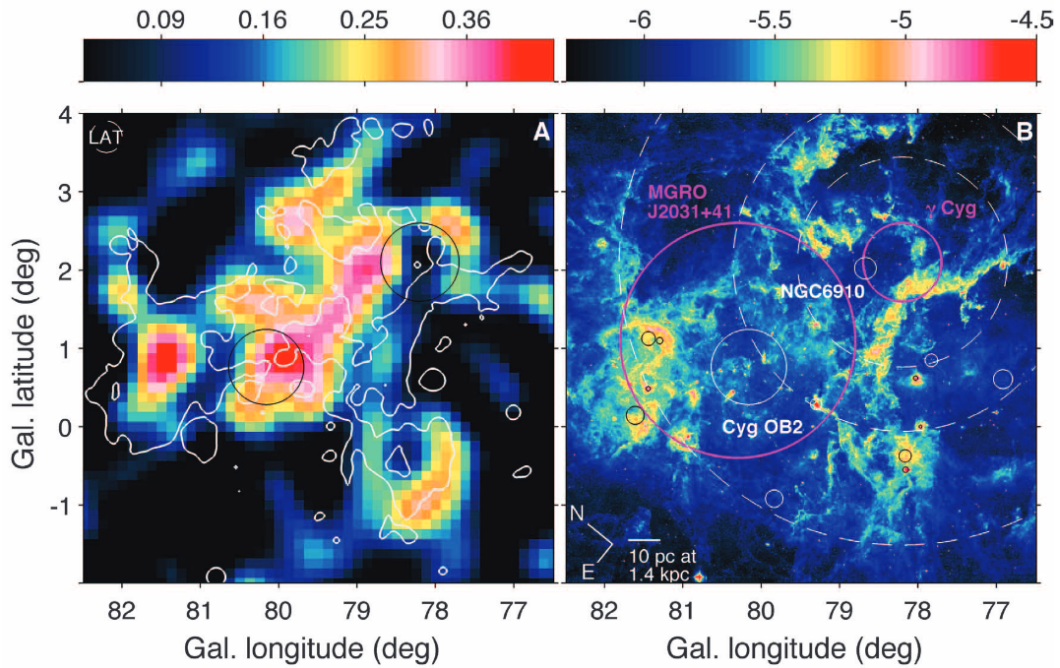 0.09 0.16 0.25 0.36
-6 -5.5 -5 -4.5
LAT
A
4
3
2
1
0
-1
82 81 80 79 78 77
Gal. latitude (deg)
Gal. longitude (deg)
B
MGRO
J2031+41
γ Cyg
NGC6910
Cyg OB2
N
E
10 pc at
1.4 kpc
82 81 80 79 78 77
Gal. longitude (deg)